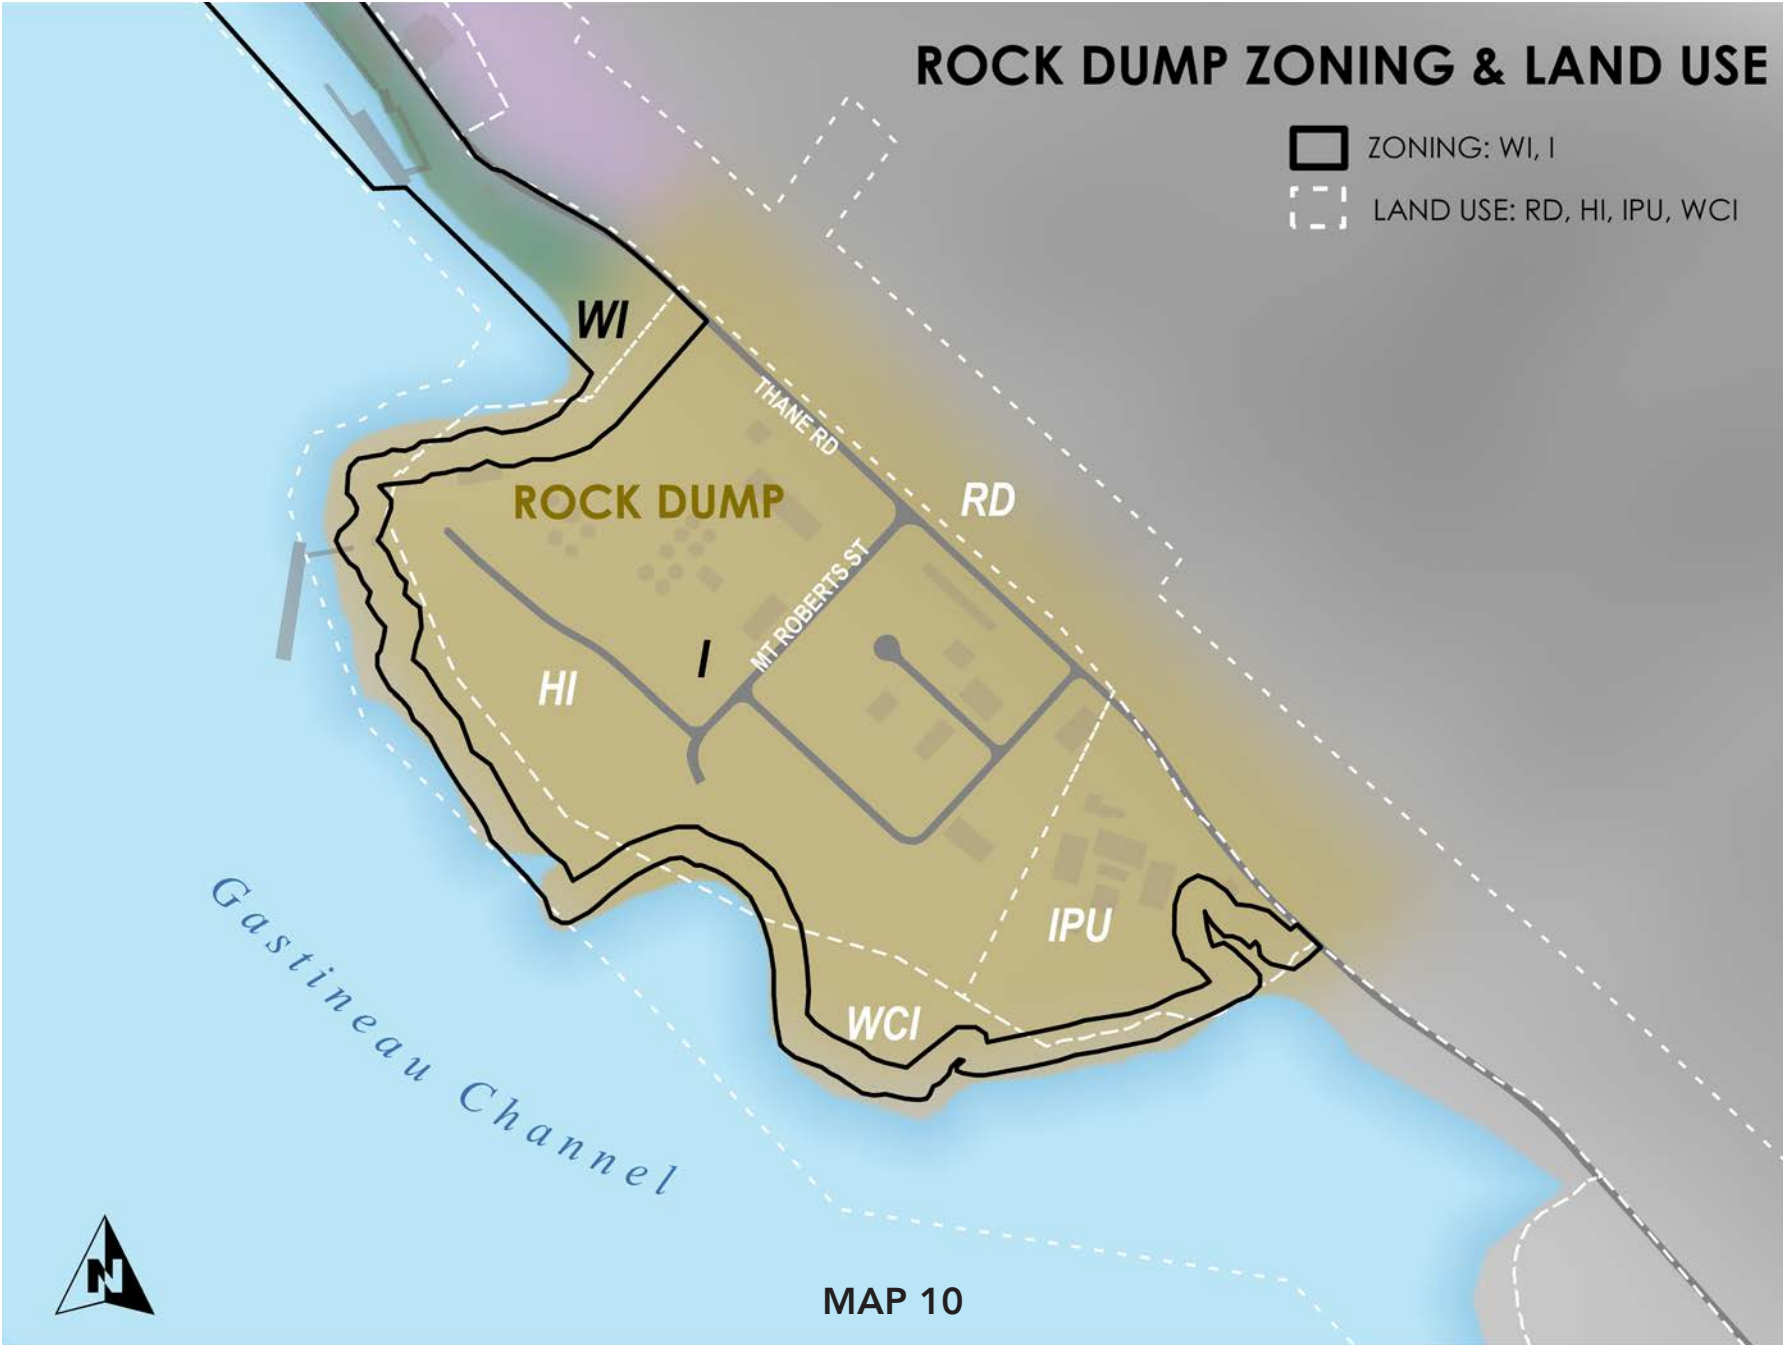 ROCK DUMP ZONING & LAND USE
ZONING: WI, I
LAND USE: RD, HI, IPU, WCI
WI
THANE RD
RD
ROCK DUMP
MT ROBERTS ST
I
HI
IPU
WCI
Gastineau Channel
N
MAP 10